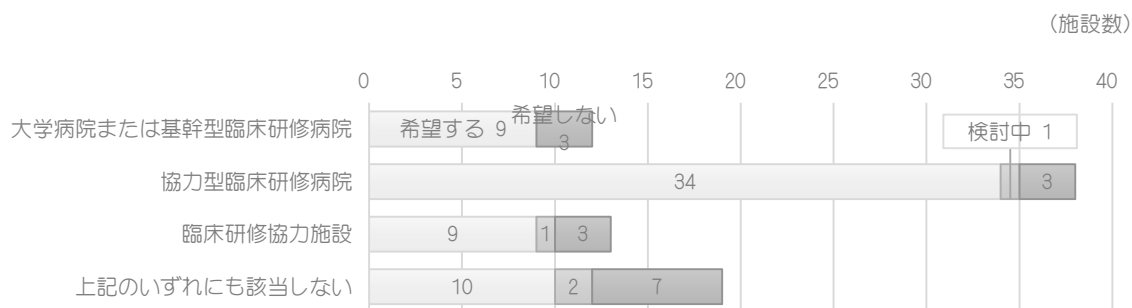 (施設数)
0 5 10 15 20 25 30 35 40
大学病院または基幹型臨床研修病院 希望する 9 希望しない 3 検討中 1
協力型臨床研修病院 34 3
臨床研修協力施設 9 1 3
上記のいずれにも該当しない 10 2 7